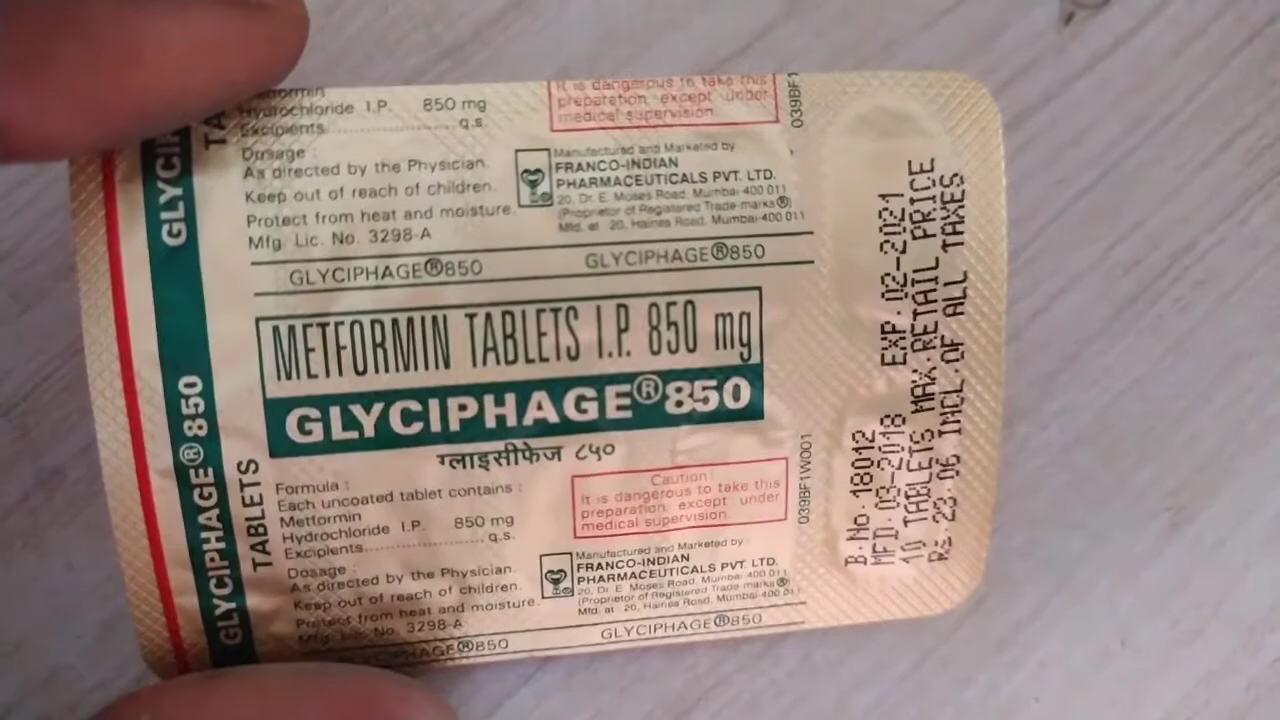 Hydrochloride I.P. 850 mg
Excipients.................... q.s.
Dosage :
As directed by the Physician.
Keep out of reach of children.
Protect from heat and moisture.
Mfg. Lic. No. 3298-A
It is dangerous to take this
preparation except under
medical supervision.
Manufactured and Marketed by
FRANCO-INDIAN
PHARMACEUTICALS PVT. LTD.
20, Dr. E. Moses Road, Mumbai-400 011
(Proprietor of Registered Trade-marks®)
Mfd. at 20, Haines Road, Mumbai-400 011
039BF1
GLYCIPHAGE®850 GLYCIPHAGE®850
METFORMIN TABLETS I.P. 850 mg
GLYCIPHAGE®850
ग्लाइसीफेज ८५०
Formula :
Each uncoated tablet contains :
Metformin
Hydrochloride I.P. 850 mg
Excipients.................... q.s.
Dosage :
As directed by the Physician.
Keep out of reach of children.
Protect from heat and moisture.
Mfg. Lic. No. 3298-A
Caution :
It is dangerous to take this
preparation except under
medical supervision.
Manufactured and Marketed by
FRANCO-INDIAN
PHARMACEUTICALS PVT. LTD.
20, Dr. E. Moses Road, Mumbai-400 011
(Proprietor of Registered Trade-marks®)
Mfd. at 20, Haines Road, Mumbai-400 011
039BF1W001
GLYCIPHAGE®850
GLYCIPHAGE®850
TABLETS
B.No.18012
MFD.03-2018 EXP.02-2021
10 TABLETS MAX.RETAIL PRICE
Rs.23.06 INCL.OF ALL TAXES